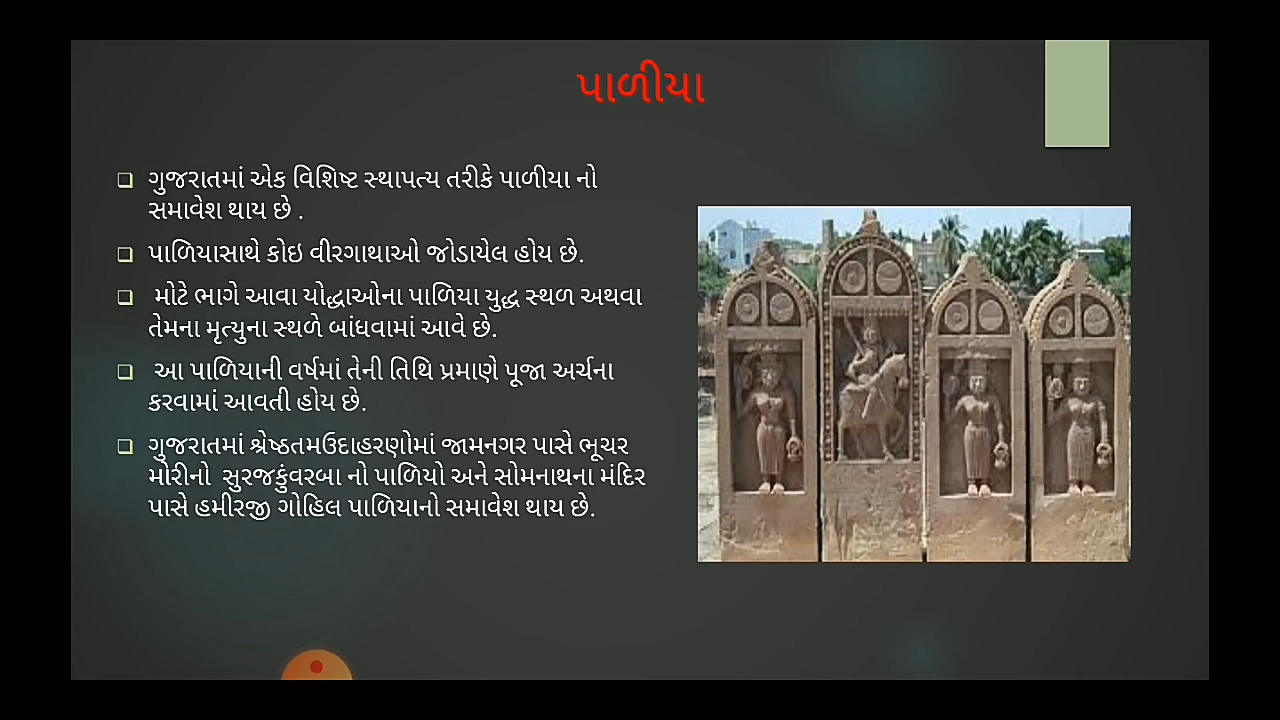 પાળીયા
ગુજરાતમાં એક વિશિષ્ટ સ્થાપત્ય તરીકે પાળીયા નો
સમાવેશ થાય છે .
પાળિયાસાથે કોઇ વીરગાથાઓ જોડાયેલ હોય છે.
મોટે ભાગે આવા યોદ્ધાઓના પાળિયા યુદ્ધ સ્થળ અથવા
તેમના મૃત્યુના સ્થળે બાંધવામાં આવે છે.
આ પાળિયાની વર્ષમાં તેની તિથિ પ્રમાણે પૂજા અર્ચના
કરવામાં આવતી હોય છે.
ગુજરાતમાં શ્રેષ્ઠતમઉદાહરણોમાં જામનગર પાસે ભૂચર
મોરીનો સુરજકુંવરબા નો પાળિયો અને સોમનાથના મંદિર
પાસે હમીરજી ગોહિલ પાળિયાનો સમાવેશ થાય છે.